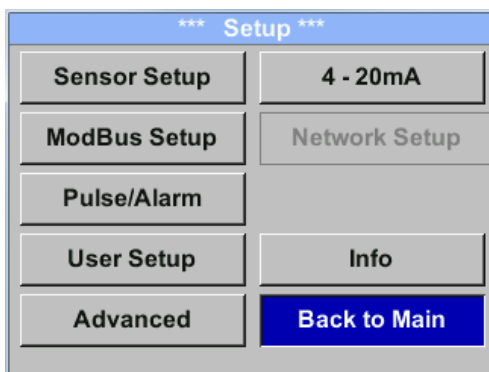 *** Setup ***
Sensor Setup
4 - 20mA
ModBus Setup
Network Setup
Pulse/Alarm
User Setup
Info
Advanced
Back to Main